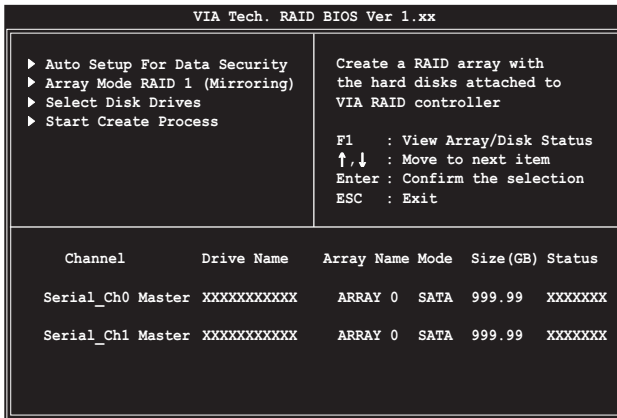 VIA Tech. RAID BIOS Ver 1.xx
Auto Setup For Data Security
Array Mode RAID 1 (Mirroring)
Select Disk Drives
Start Create Process
Create a RAID array with
the hard disks attached to
VIA RAID controller
F1 : View Array/Disk Status
↑,↓ : Move to next item
Enter : Confirm the selection
ESC : Exit
Channel Drive Name Array Name Mode Size(GB) Status
Serial_Ch0 Master XXXXXXXXXXX ARRAY 0 SATA 999.99 XXXXXXX
Serial_Ch1 Master XXXXXXXXXXX ARRAY 0 SATA 999.99 XXXXXXX